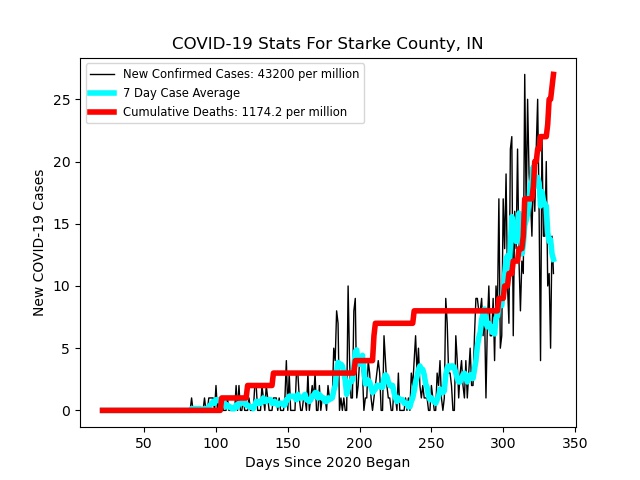 COVID-19 Stats For Starke County, IN
New Confirmed Cases: 43200 per million
7 Day Case Average
Cumulative Deaths: 1174.2 per million
New COVID-19 Cases
25
20
15
10
5
0
50 100 150 200 250 300 350
Days Since 2020 Began